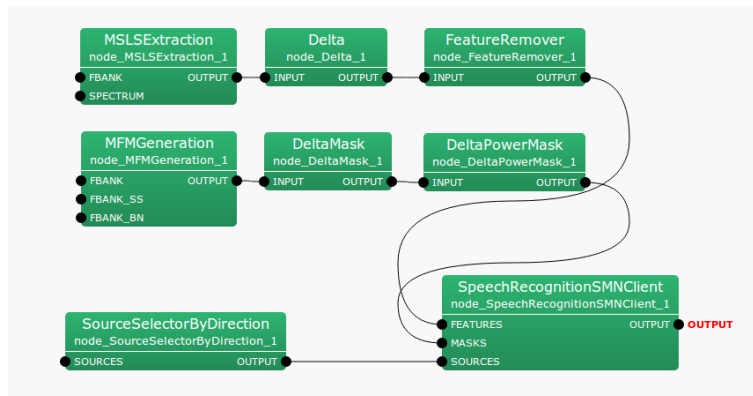 MSLSExtraction
node_MSLSExtraction_1
FBANK OUTPUT
SPECTRUM
Delta
node_Delta_1
INPUT OUTPUT
FeatureRemover
node_FeatureRemover_1
INPUT OUTPUT
MFMGeneration
node_MFMGeneration_1
FBANK OUTPUT
FBANK_SS
FBANK_BN
DeltaMask
node_DeltaMask_1
INPUT OUTPUT
DeltaPowerMask
node_DeltaPowerMask_1
INPUT OUTPUT
SourceSelectorByDirection
node_SourceSelectorByDirection_1
SOURCES OUTPUT
SpeechRecognitionSMNClient
node_SpeechRecognitionSMNClient_1
FEATURES OUTPUT OUTPUT
MASKS
SOURCES